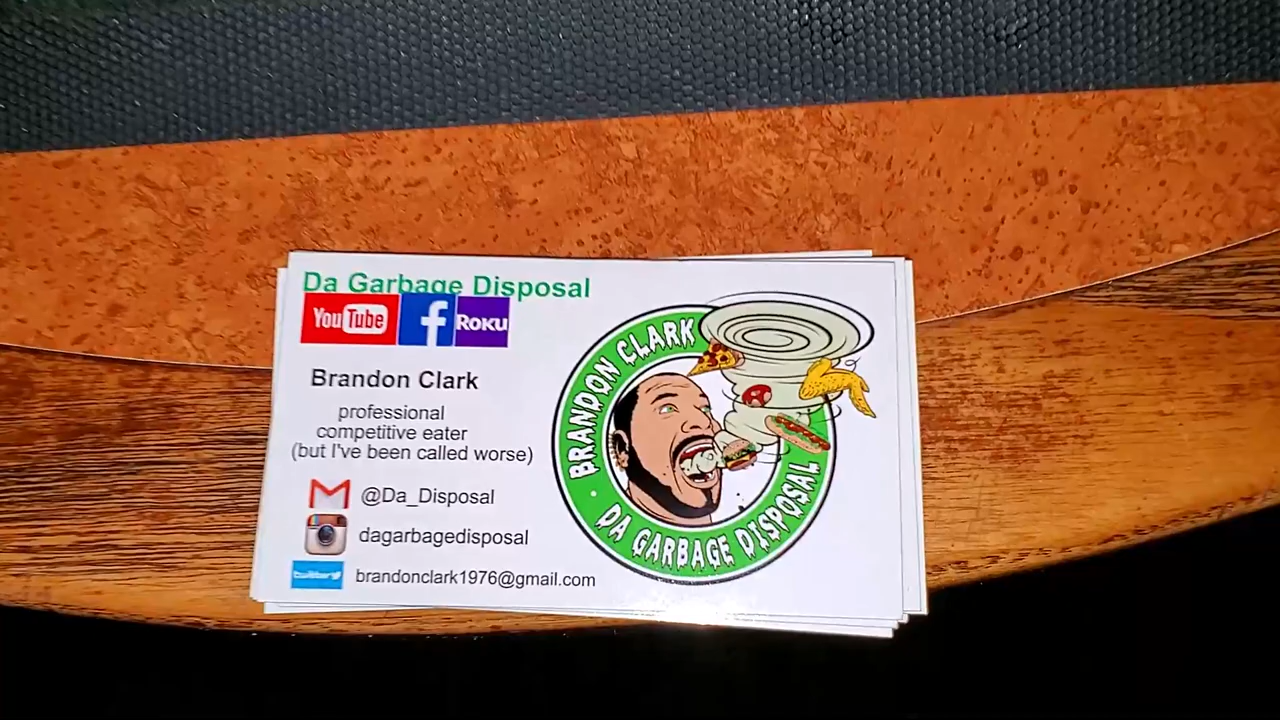 Da Garbage Disposal
YouTube
f
ROKU
Brandon Clark
professional
competitive eater
(but I've been called worse)
@Da_Disposal
dagarbagedisposal
twitter
brandonclark1976@gmail.com
BRANDON CLARK
DA GARBAGE DISPOSAL